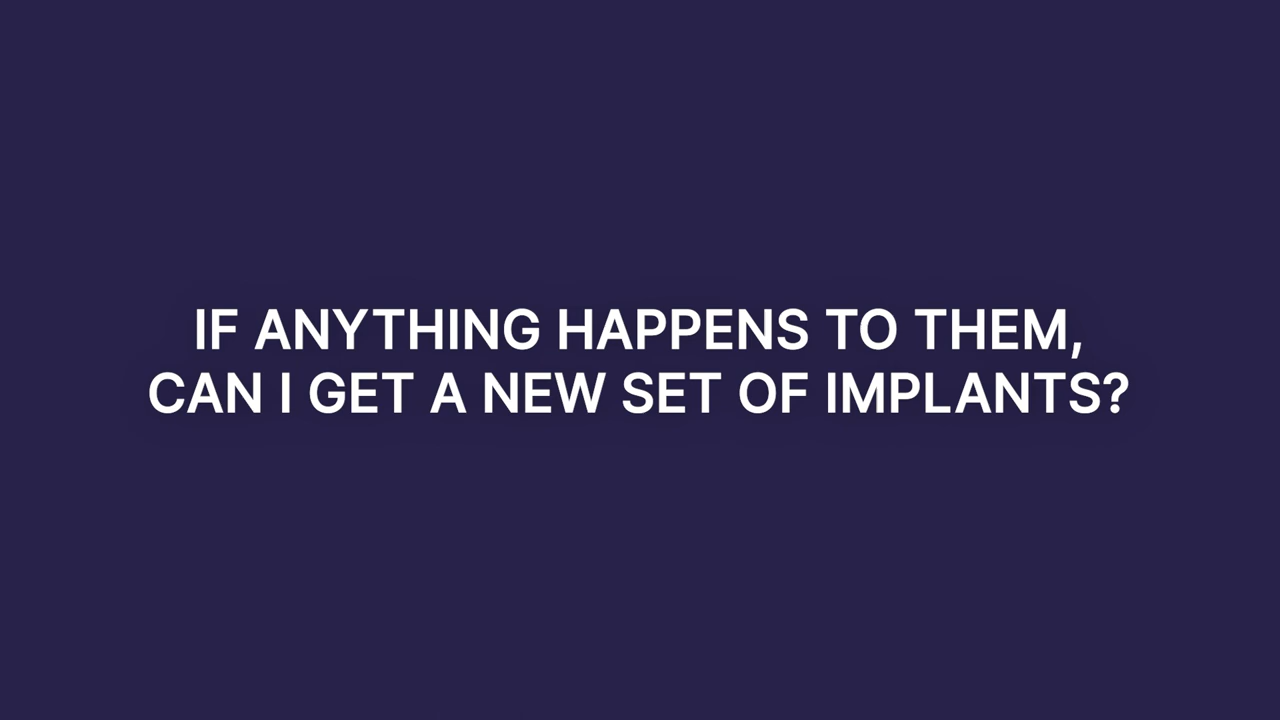 IF ANYTHING HAPPENS TO THEM,
CAN I GET A NEW SET OF IMPLANTS?